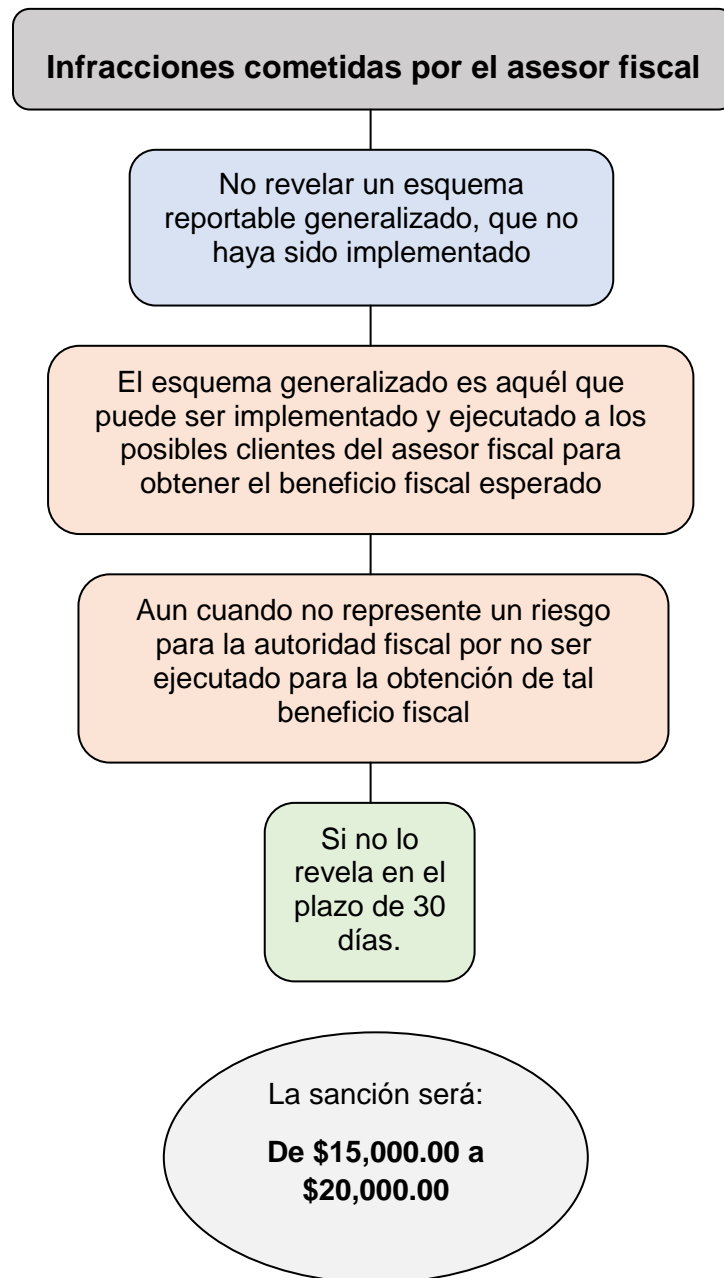 Infracciones cometidas por el asesor fiscal
No revelar un esquema
reportable generalizado, que no
haya sido implementado
El esquema generalizado es aquél que
puede ser implementado y ejecutado a los
posibles clientes del asesor fiscal para
obtener el beneficio fiscal esperado
Aun cuando no represente un riesgo
para la autoridad fiscal por no ser
ejecutado para la obtención de tal
beneficio fiscal
Si no lo
revela en el
plazo de 30
días.
La sanción será:
De $15,000.00 a
$20,000.00